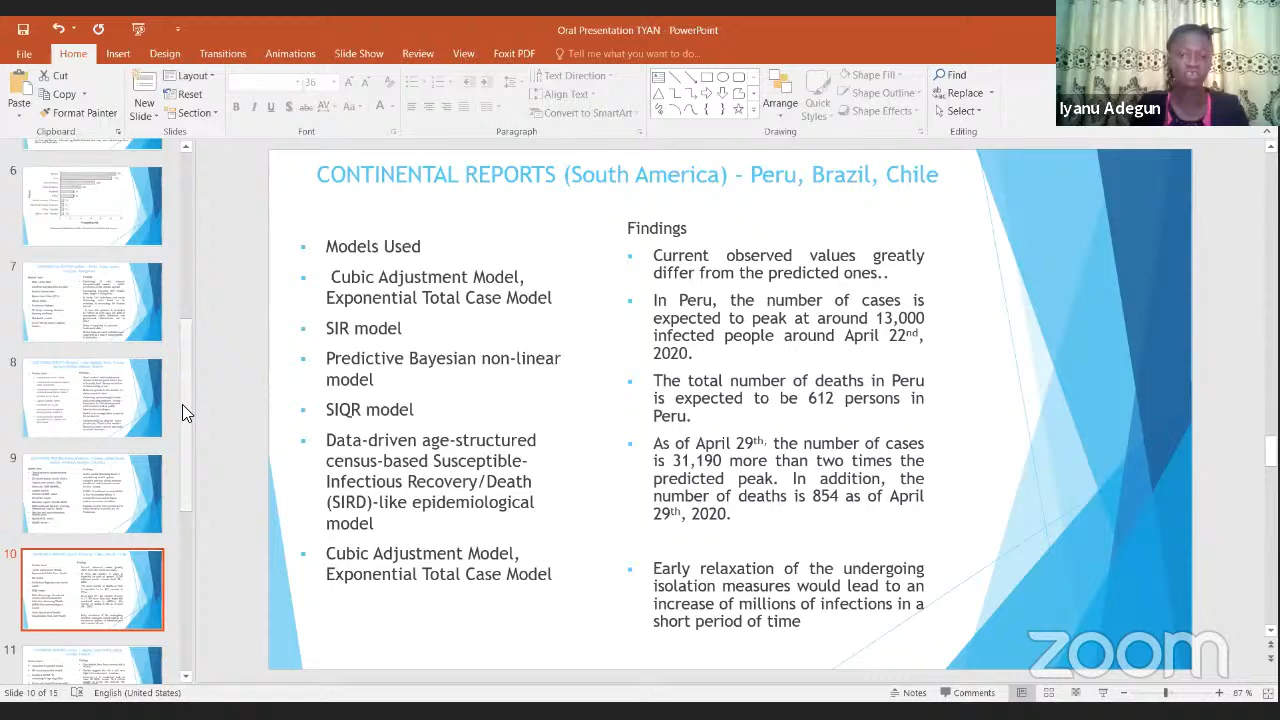 Oral Presentation TYAN - PowerPoint
File
Home
Insert
Design
Transitions
Animations
Slide Show
Review
View
Foxit PDF
Tell me what you want to do...
Iyanu Adegun
Paste
Cut
Copy
Format Painter
Clipboard
New
Slide
Layout
Reset
Section
Slides
36
Font
Text Direction
Align Text
Convert to SmartArt
Paragraph
Arrange
Quick
Styles
Shape Fill
Shape Outline
Shape Effects
Drawing
Find
Replace
Select
Editing
6
8
9
10
11
CONTINENTAL REPORTS (South America) - Peru, Brazil, Chile
Models Used
Cubic Adjustment Model
Exponential Total Case Model
SIR model
Predictive Bayesian non-linear
model
SIQR model
Data-driven age-structured
census-based Susceptible
Infectious Recovery Death
(SIRD)-like epidemiological
model
Cubic Adjustment Model,
Exponential Total Case Model
Findings
Current observed values greatly
differ from the predicted ones..
In Peru, the number of cases is
expected to peak at around 13,000
infected people around April 22nd,
2020.
The total number of deaths in Peru
is expected to be 612 persons in
Peru.
As of April 29th, the number of cases
is 31,190 more than two times the
predicted peak. In addition, the
number of deaths is 854 as of April
29th, 2020.
Early relaxation of the undergoing
isolation measures could lead to an
increase of millions of infections in a
short period of time
zoom
Slide 10 of
English (United States)
Notes
Comments
87 %